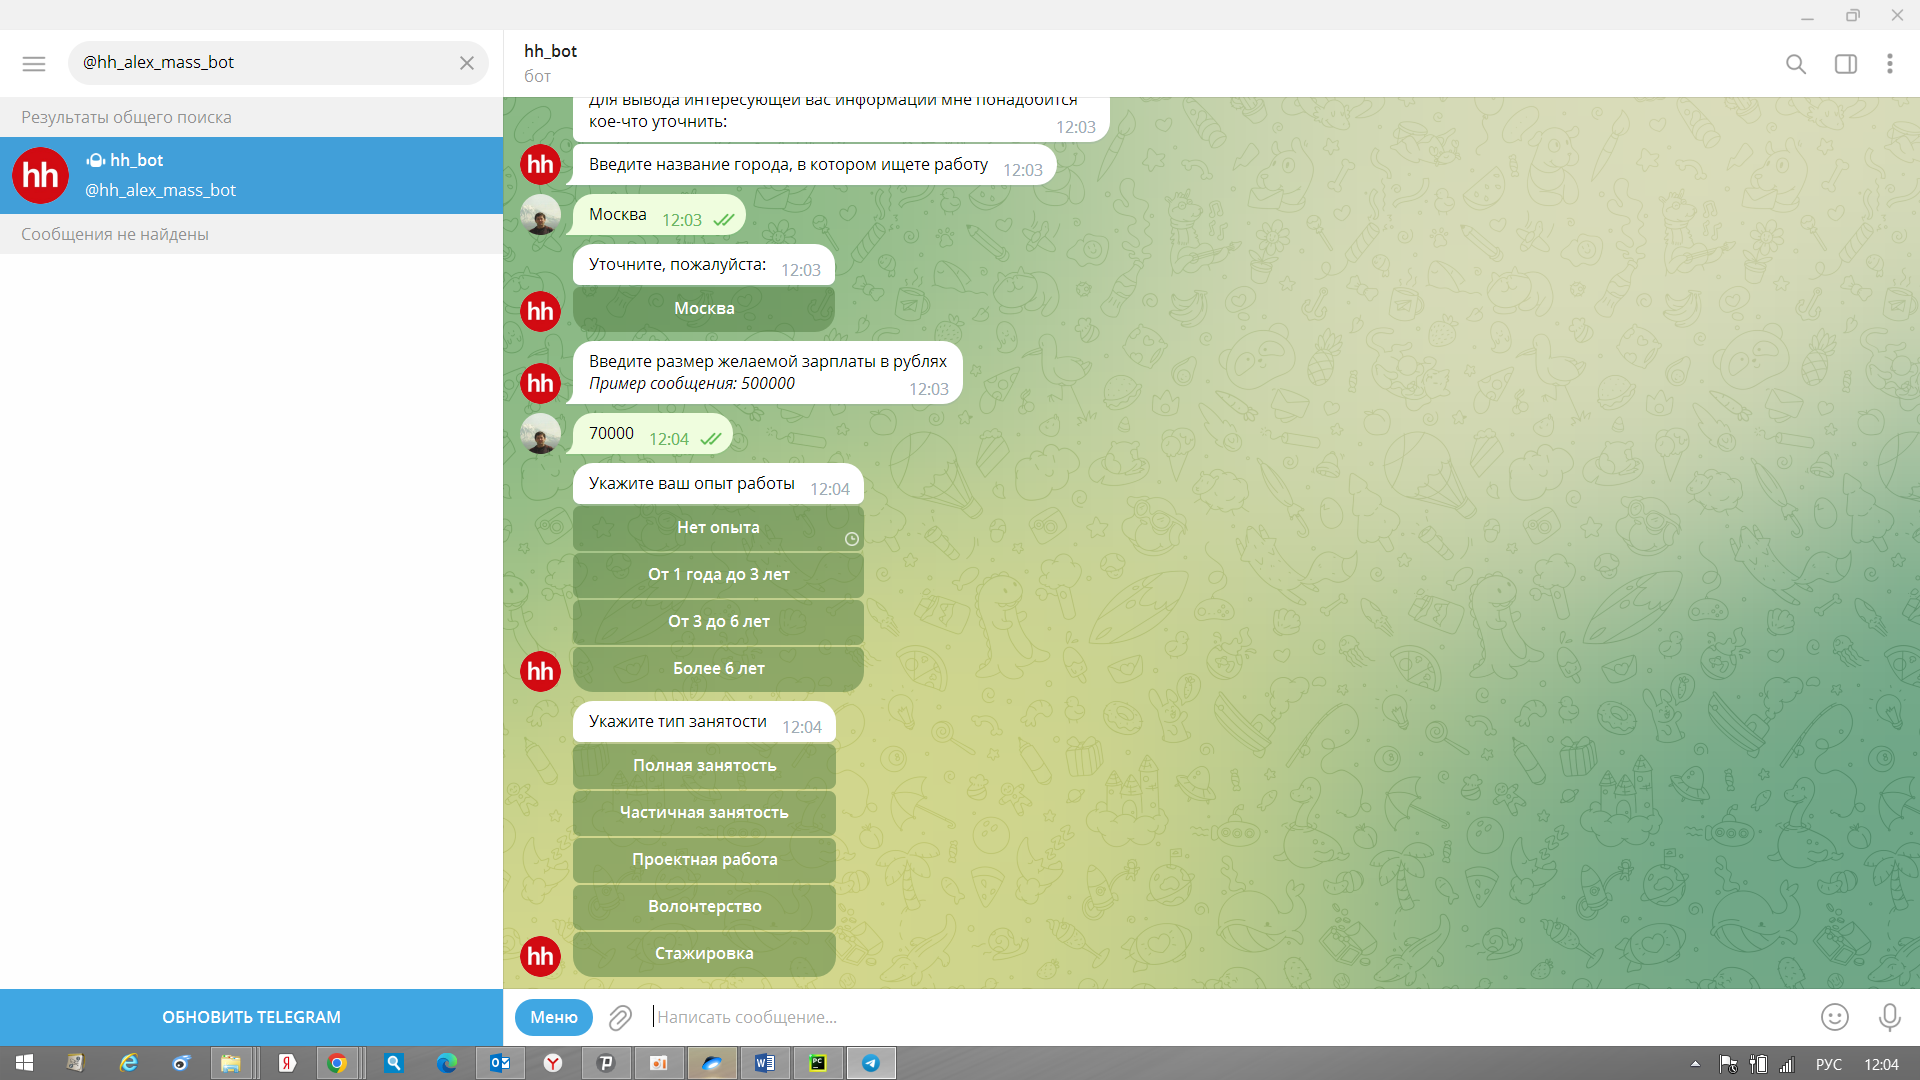 @hh_alex_mass_bot
Результаты общего поиска
hh
hh_bot
@hh_alex_mass_bot
Сообщения не найдены
ОБНОВИТЬ TELEGRAM
hh_bot
бот
Для вывода интересующей вас информации мне понадобится
кое-что уточнить:
12:03
hh
Введите название города, в котором ищете работу 12:03
Москва 12:03
Уточните, пожалуйста: 12:03
hh
Москва
Введите размер желаемой зарплаты в рублях
hh
Пример сообщения: 500000 12:03
70000 12:04
Укажите ваш опыт работы 12:04
Нет опыта
От 1 года до 3 лет
От 3 до 6 лет
hh
Более 6 лет
Укажите тип занятости 12:04
Полная занятость
Частичная занятость
Проектная работа
Волонтерство
hh
Стажировка
Меню
Написать сообщение...
РУС
12:04